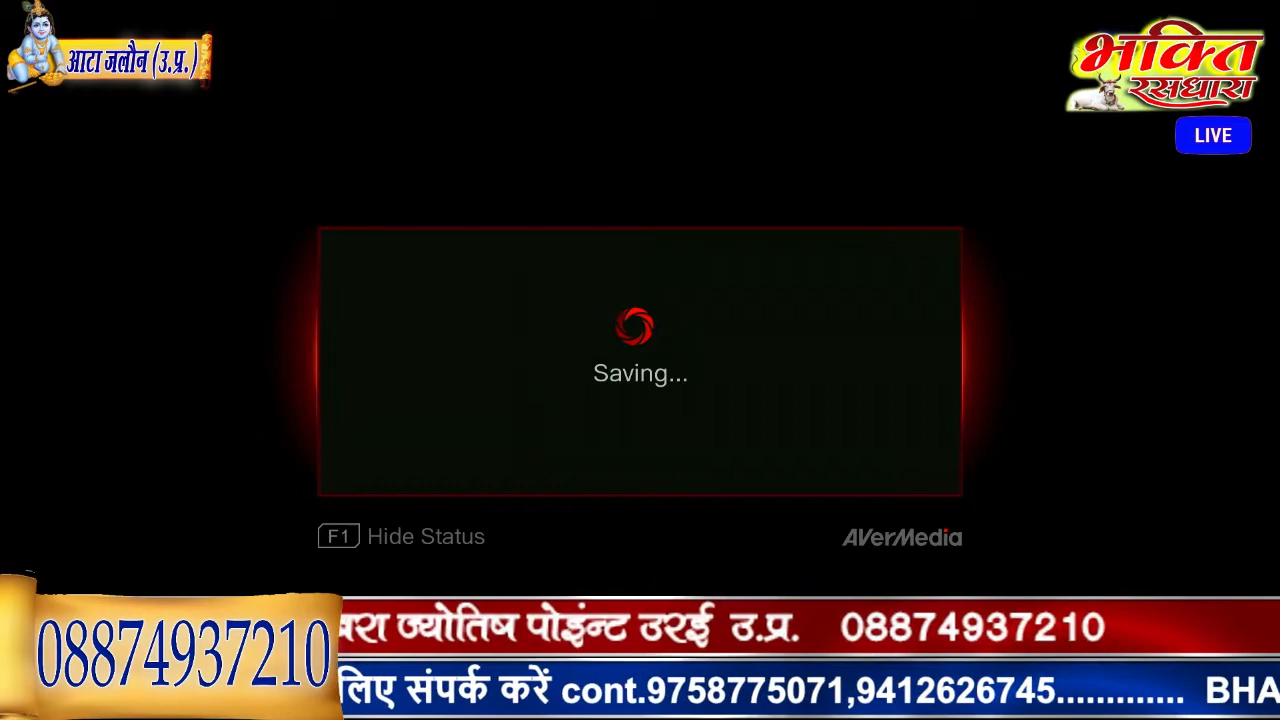 आटा जलौन (उ.प्र.)
भक्ति
रसधारा
LIVE
Saving...
F1 Hide Status
AVerMedia
08874937210
ज्योतिष पोइंन्ट उरई उ.प्र. 08874937210
लिए संपर्क करें cont.9758775071,9412626745............. BHA